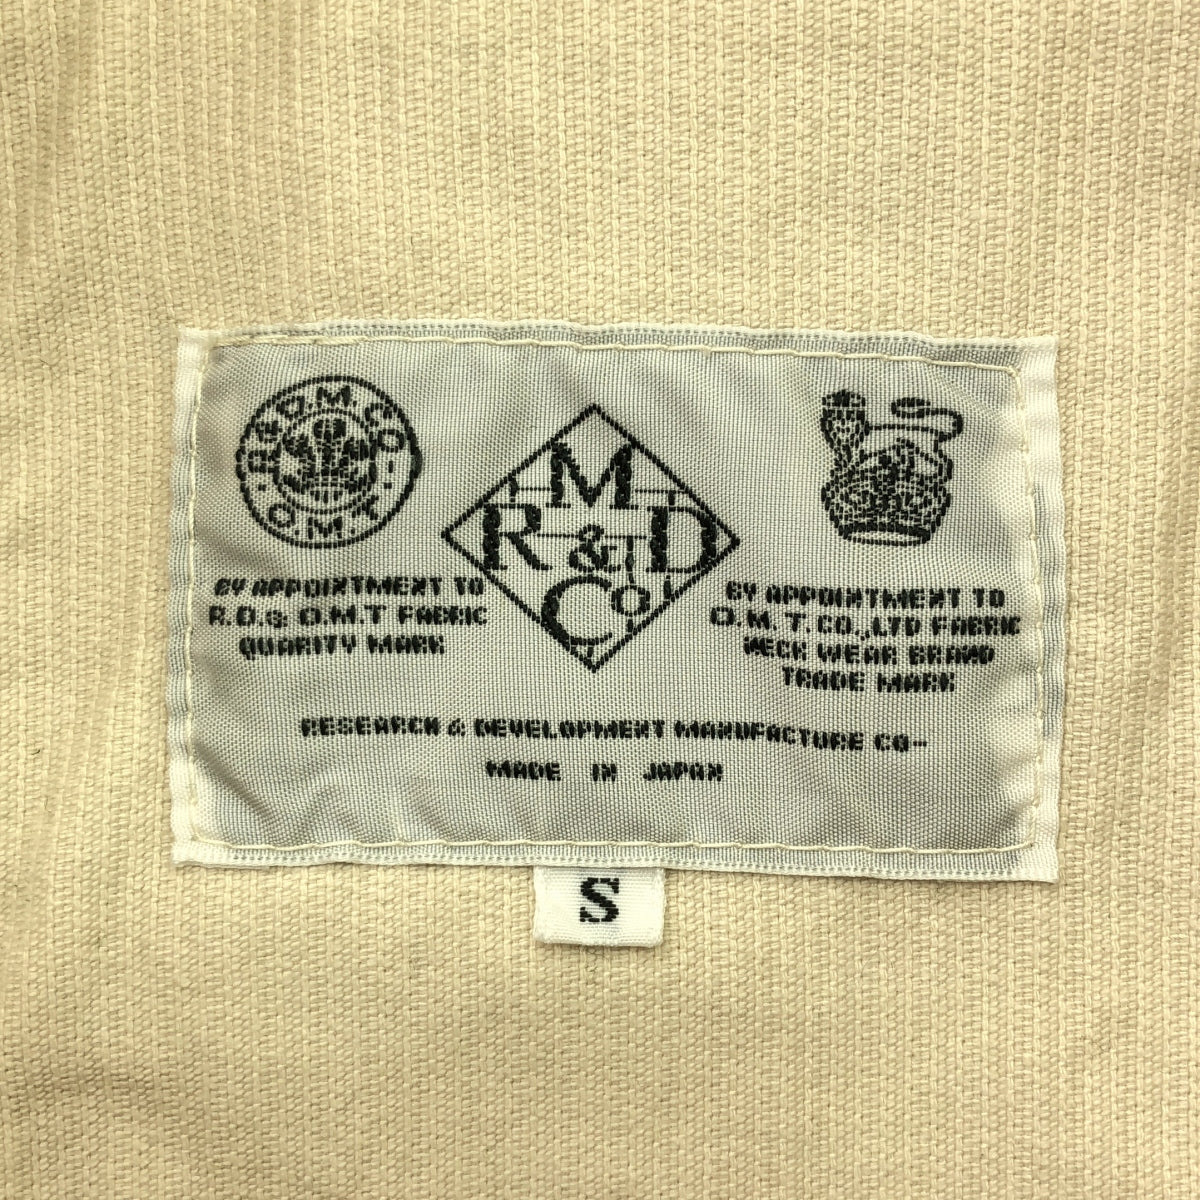 R&D.M.CO
O.M.T.
M
R & D
Co
BY APPOINTMENT TO
R.D.& O.M.T FABRIC
QUARITY MARK
BY APPOINTMENT TO
O.M.T.CO.,LTD FABRIC
NECK WEAR BRAND
TRADE MARK
RESEARCH & DEVELOPMENT MANUFACTURE CO-
MADE IN JAPAN
S